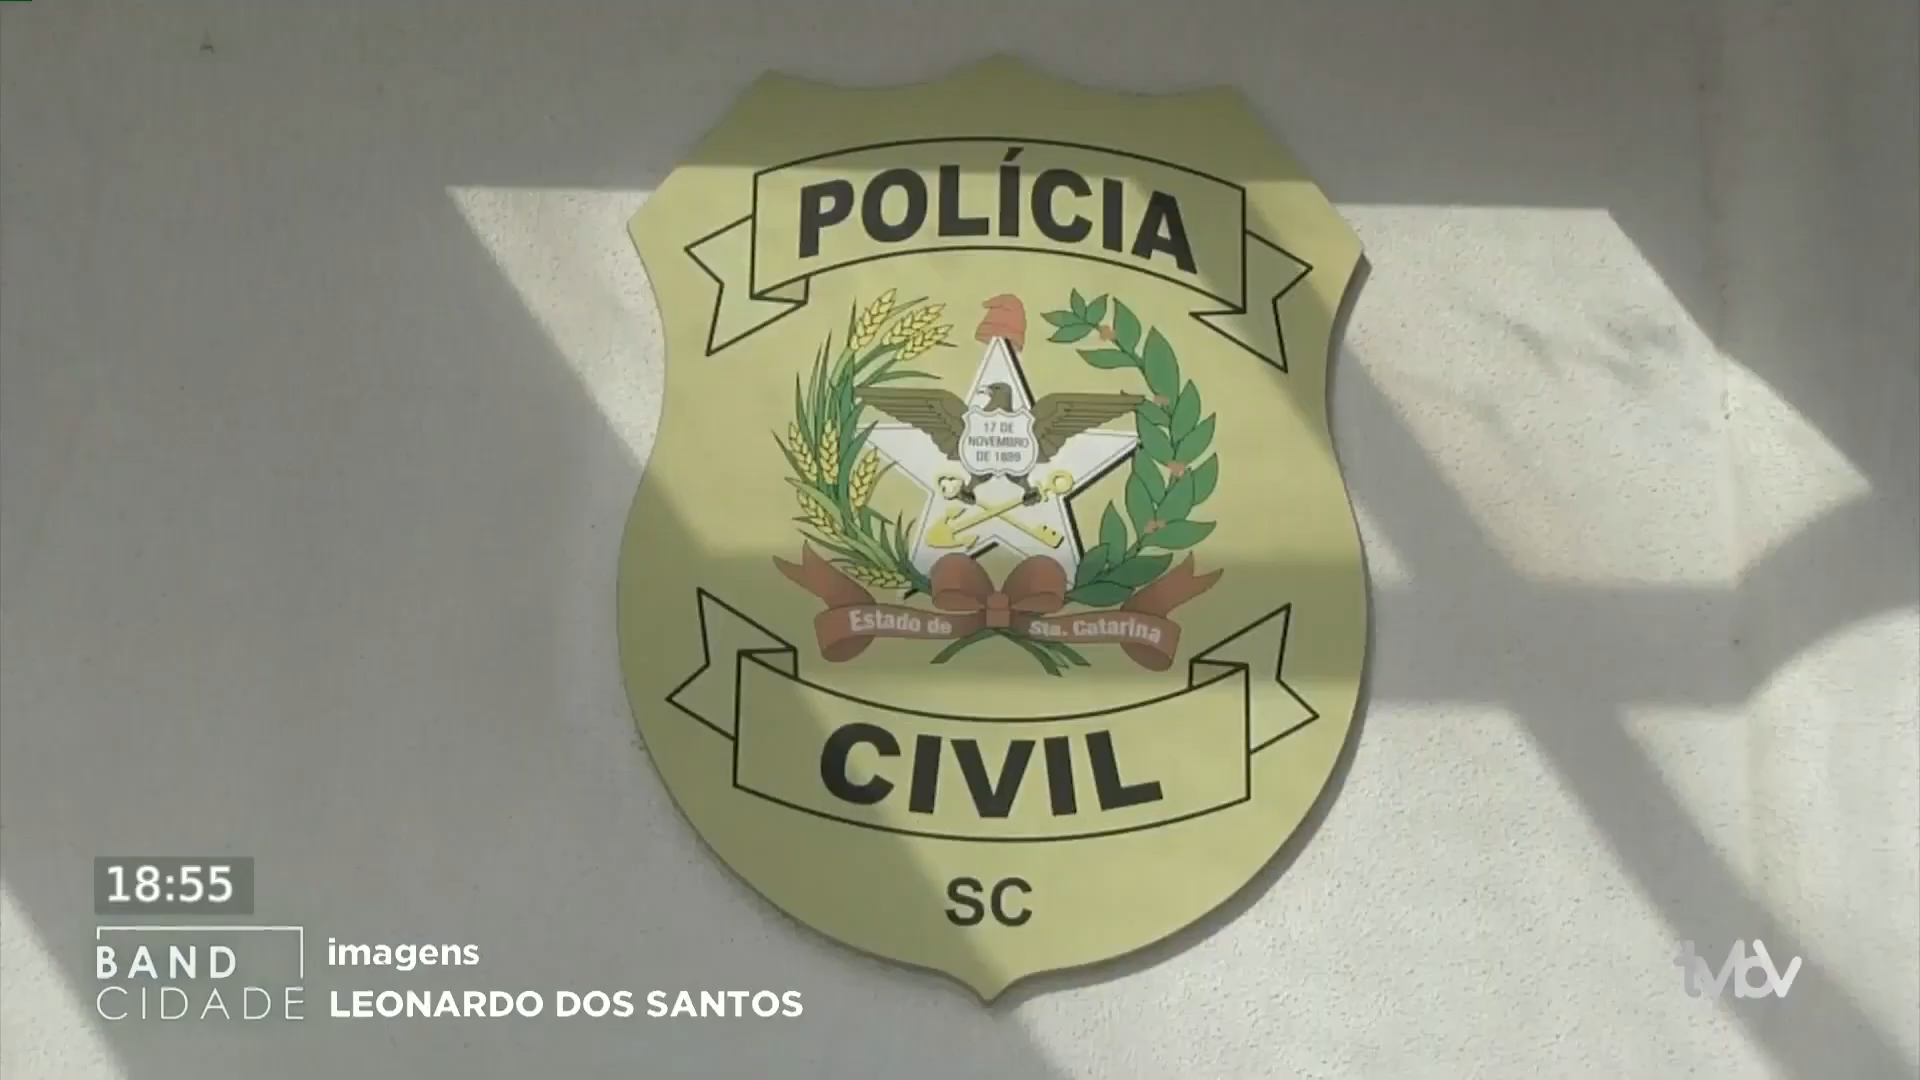 POLÍCIA
17 DE
NOVEMBRO
DE 1889
Estado de Sta. Catarina
CIVIL
SC
18:55
BAND
CIDADE
imagens
LEONARDO DOS SANTOS
tvbv